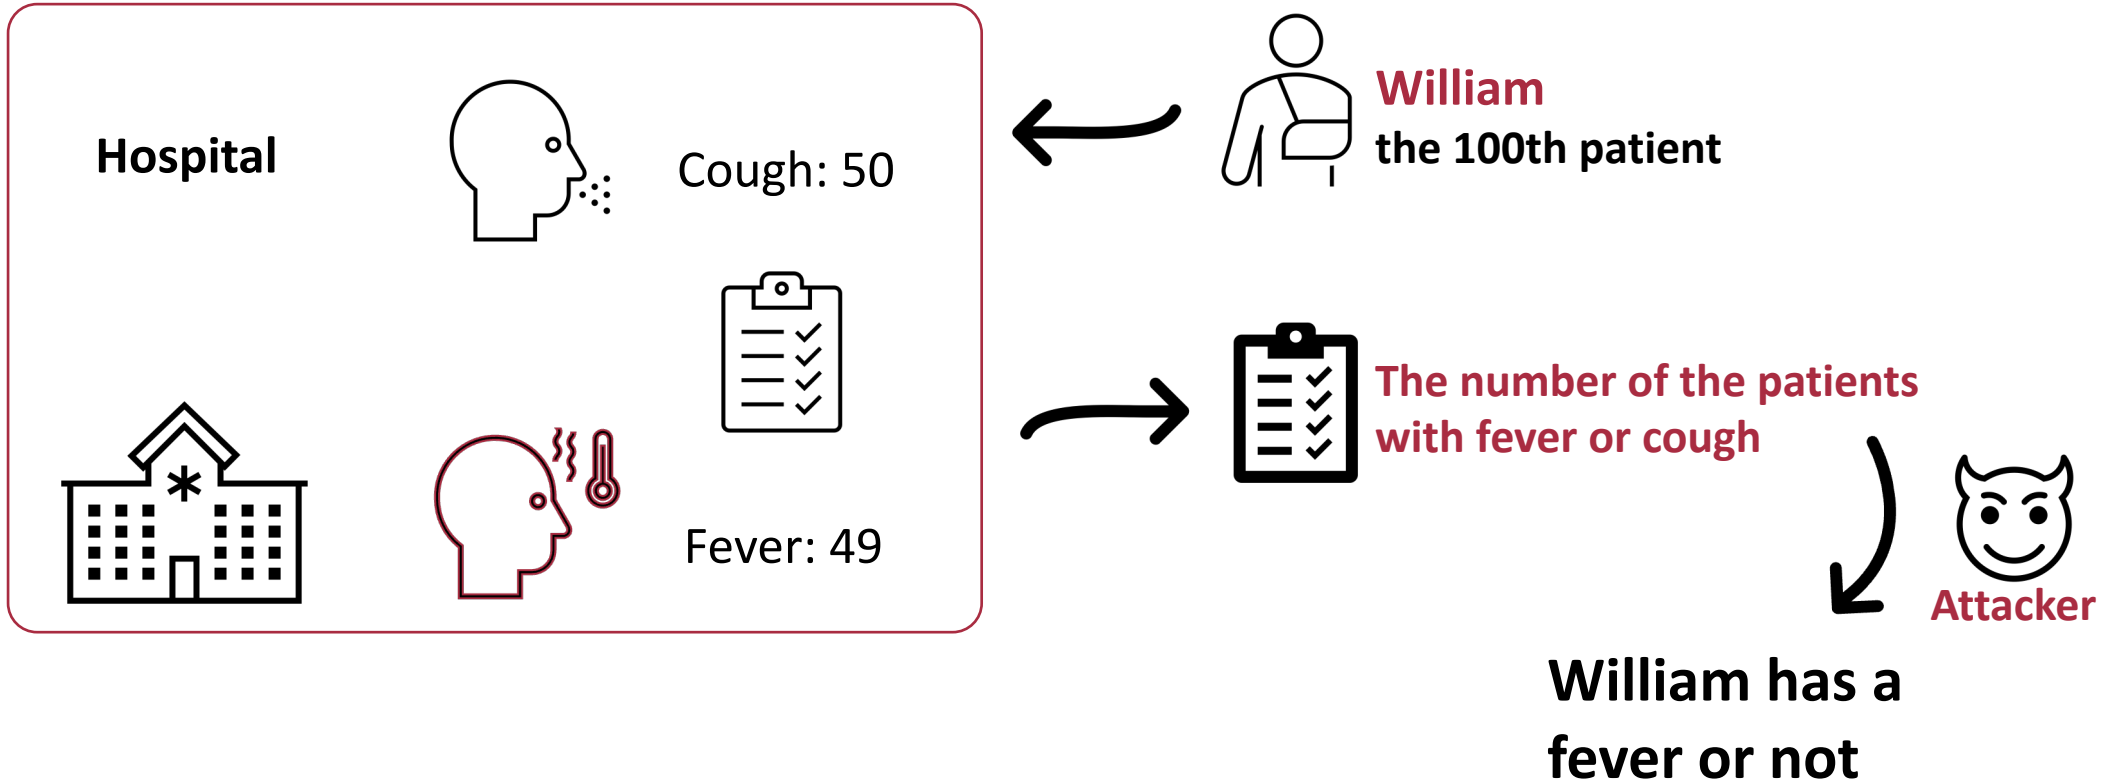 Hospital
Cough: 50
Fever: 49
William
the 100th patient
The number of the patients
with fever or cough
Attacker
William has a
fever or not